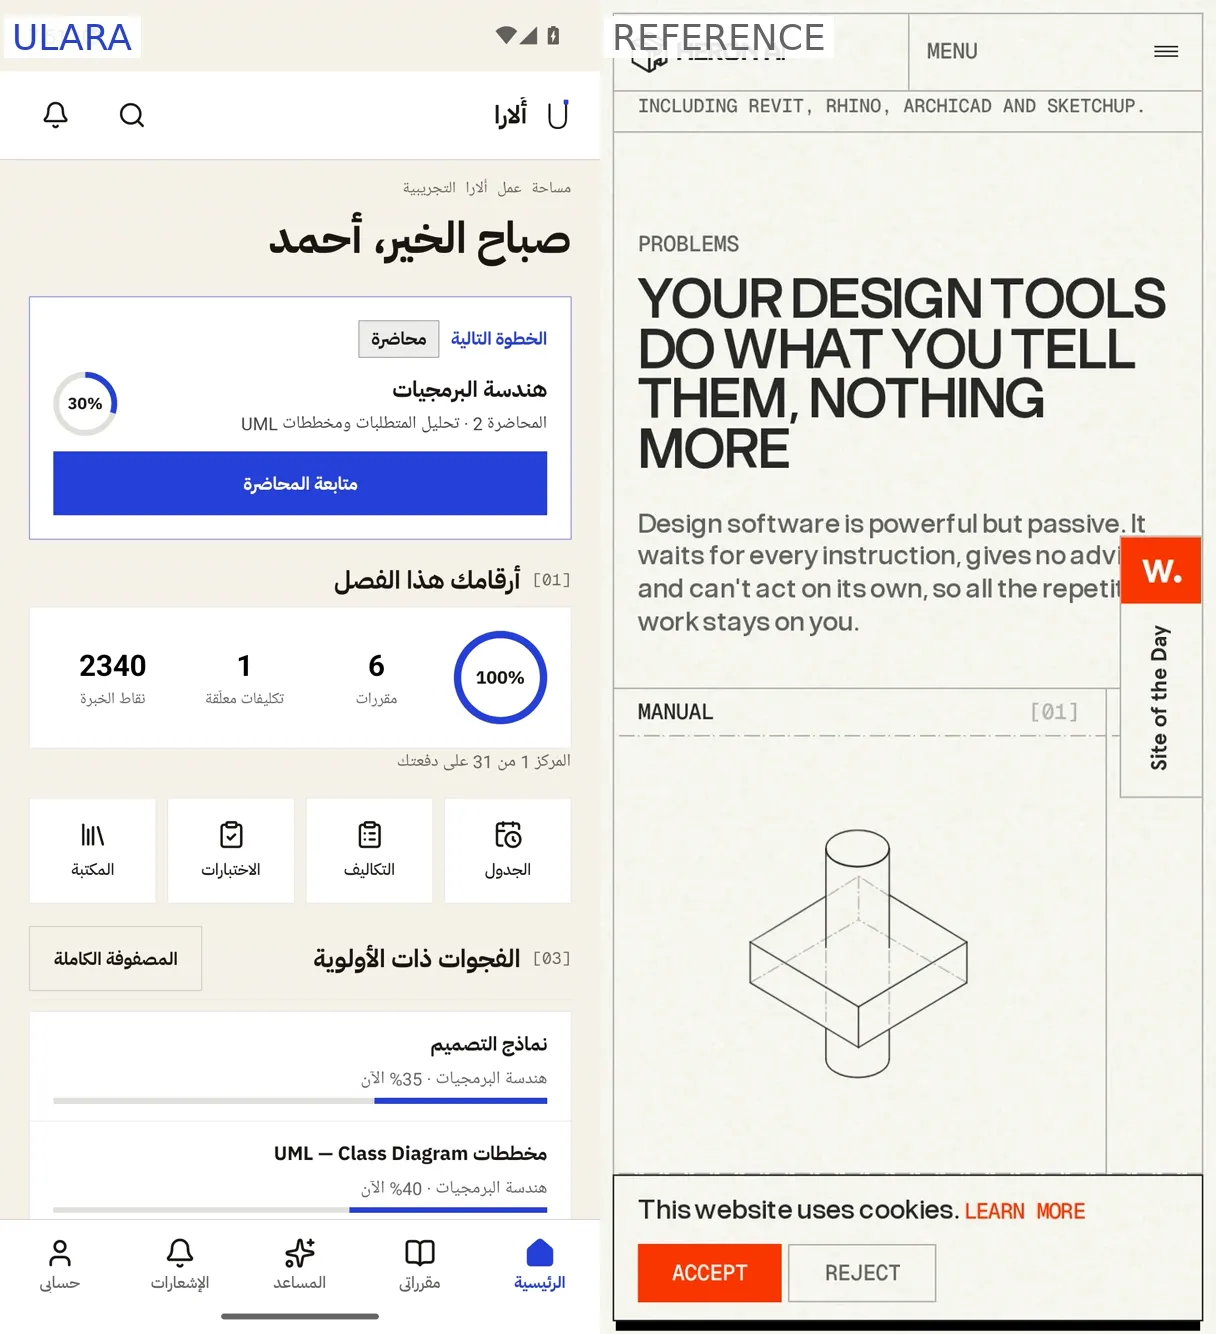 ULARA
ألارا
مساحة عمل ألارا التجريبية
صباح الخير، أحمد
الخطوة التالية
محاضرة
هندسة البرمجيات
المحاضرة 2 · تحليل المتطلبات ومخططات UML
30%
متابعة المحاضرة
[01] أرقامك هذا الفصل
100%
6
مقررات
1
تكليفات معلّقة
2340
نقاط الخبرة
المركز 1 من 31 على دفعتك
الجدول
التكاليف
الاختبارات
المكتبة
[03] الفجوات ذات الأولوية
المصفوفة الكاملة
نماذج التصميم
هندسة البرمجيات · 35% الآن
مخططات UML — Class Diagram
هندسة البرمجيات · 40% الآن
الرئيسية
مقرراتى
المساعد
الإشعارات
حسابى
REFERENCE
MENU
INCLUDING REVIT, RHINO, ARCHICAD AND SKETCHUP.
PROBLEMS
YOUR DESIGN TOOLS
DO WHAT YOU TELL
THEM, NOTHING
MORE
Design software is powerful but passive. It
waits for every instruction, gives no
and can't act on its own, so all the
work stays on you.
W.
Site of the Day
MANUAL
[01]
This website uses cookies. LEARN MORE
ACCEPT
REJECT